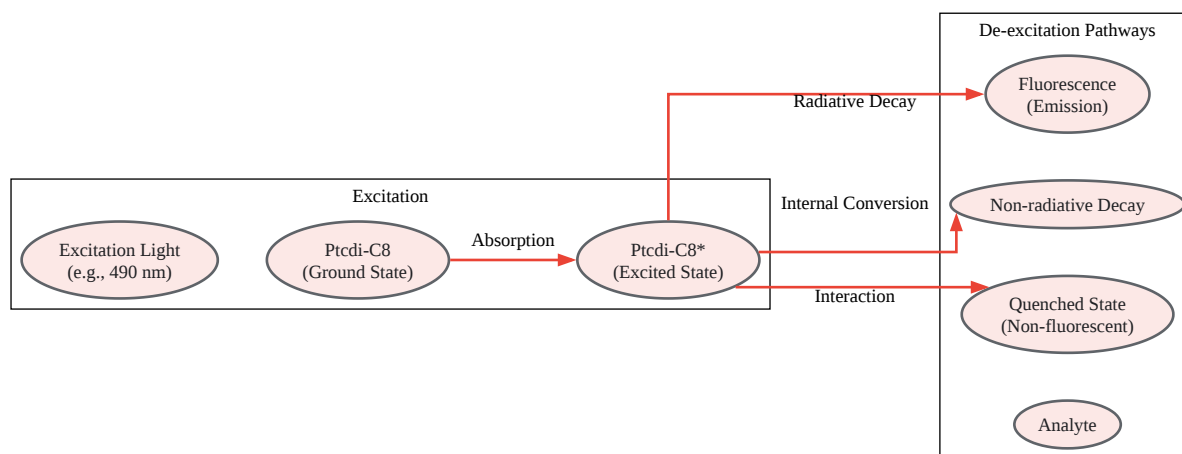 De-excitation Pathways
Fluorescence
(Emission)
Radiative Decay
Excitation
Internal Conversion
Non-radiative Decay
Excitation Light
(e.g., 490 nm)
Ptcdi-C8
(Ground State)
Absorption
Ptcdi-C8*
(Excited State)
Interaction
Quenched State
(Non-fluorescent)
Analyte